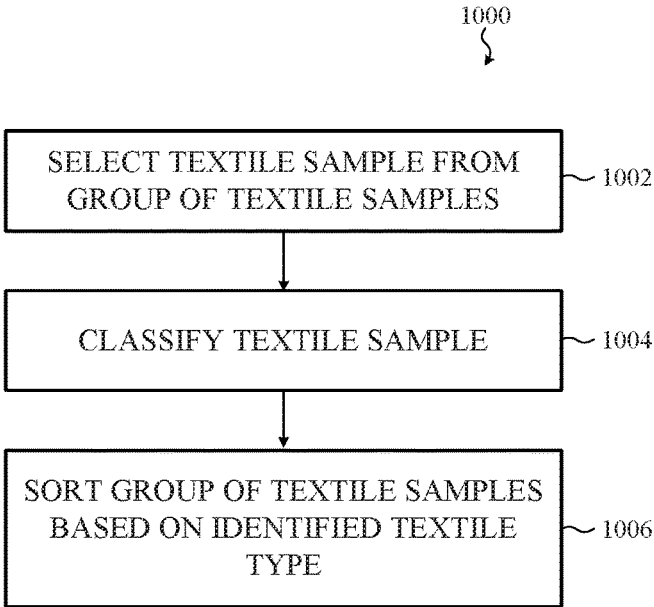 1000
SELECT TEXTILE SAMPLE FROM
GROUP OF TEXTILE SAMPLES
1002
CLASSIFY TEXTILE SAMPLE
1004
SORT GROUP OF TEXTILE SAMPLES
BASED ON IDENTIFIED TEXTILE
TYPE
1006